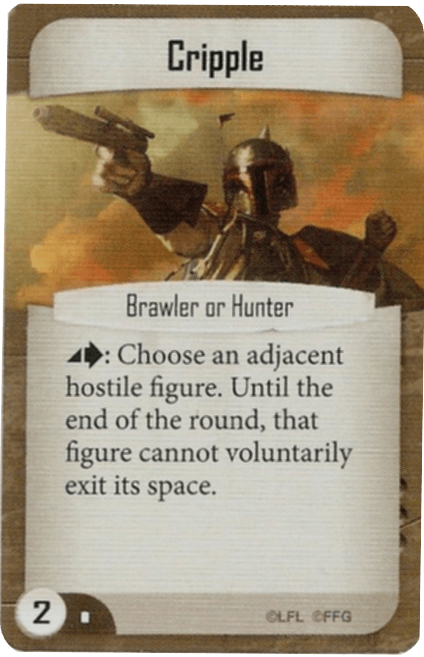 Cripple
Brawler or Hunter
: Choose an adjacent
hostile figure. Until the
end of the round, that
figure cannot voluntarily
exit its space.
2
©LFL ©FFG